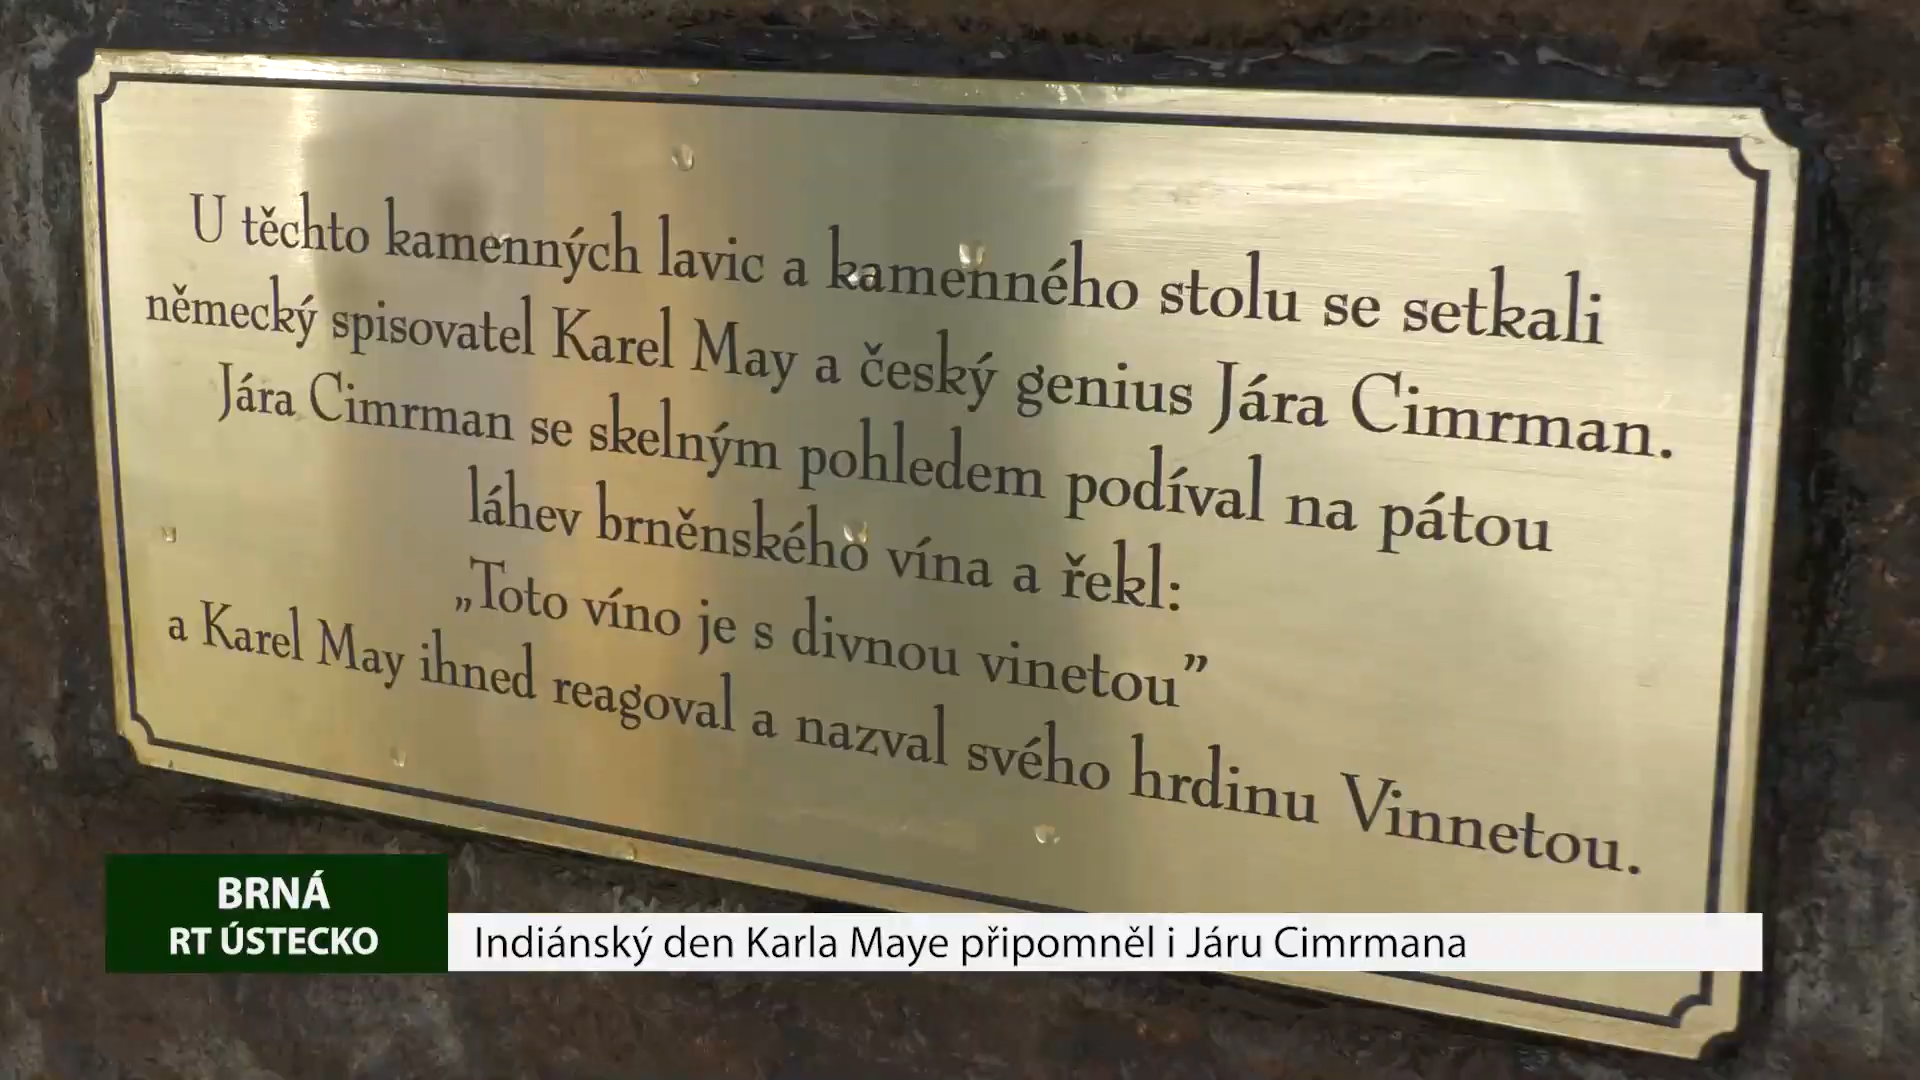 U těchto kamenných lavic a kamenného stolu se setkali
německý spisovatel Karel May a český genius Jára Cimrman.
Jára Cimrman se skelným pohledem podíval na pátou
láhev brněnského vína a řekl:
„Toto víno je s divnou vinetou”
a Karel May ihned reagoval a nazval svého hrdinu Vinnetou.
BRNÁ
RT ÚSTECKO
Indiánský den Karla Maye připomněl i Járu Cimrmana